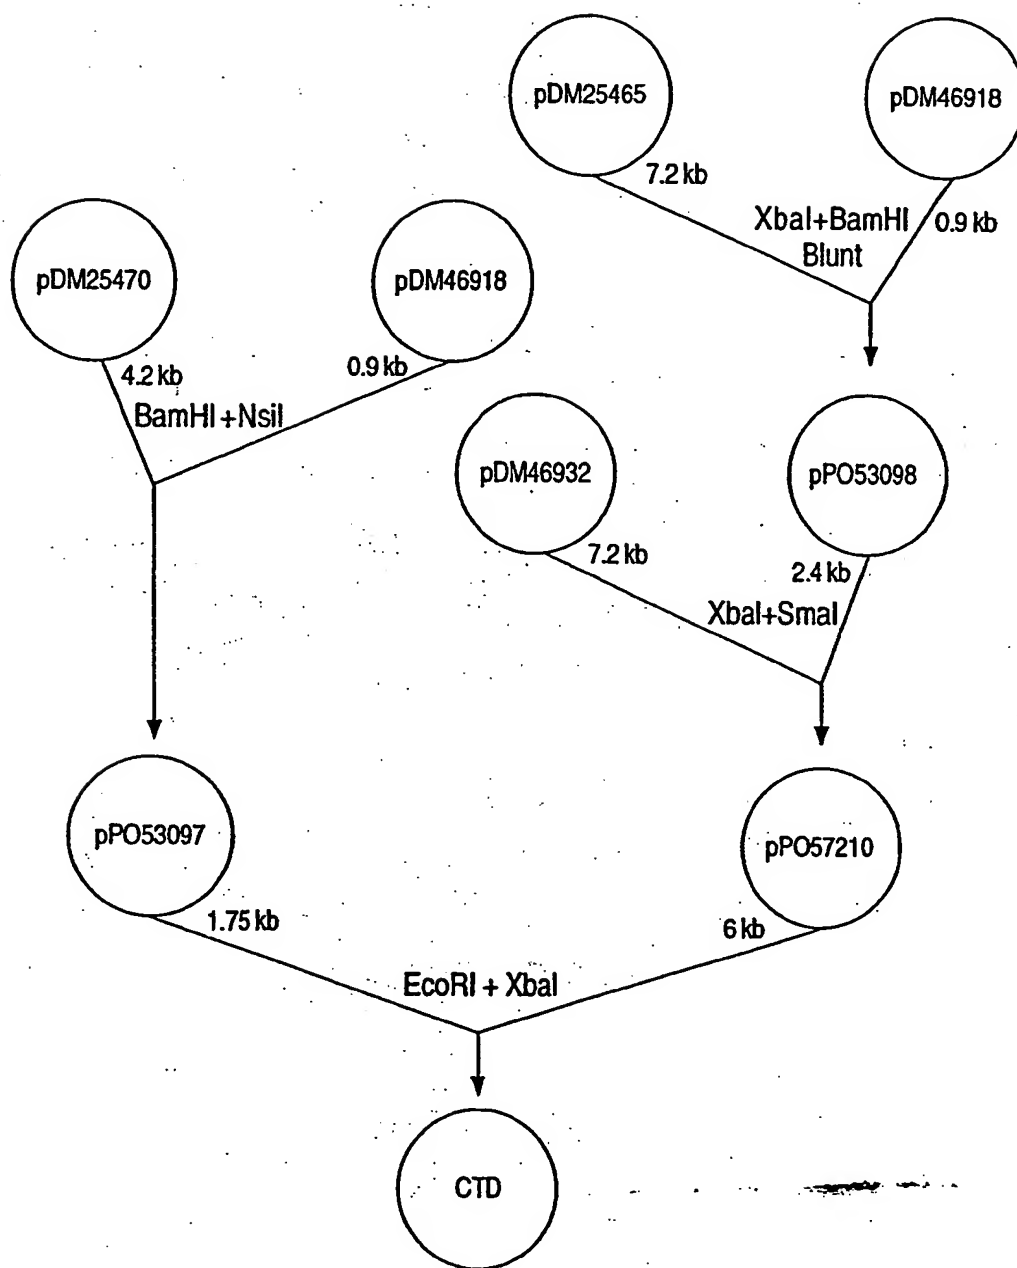 pDM25465
pDM46918
7.2 kb
XbaI+BamHI
Blunt
0.9 kb
pDM25470
pDM46918
4.2 kb
0.9 kb
BamHI +NsiI
pDM46932
pPO53098
7.2 kb
2.4 kb
XbaI+SmaI
pPO53097
pPO57210
1.75 kb
6 kb
EcoRI + XbaI
CTD